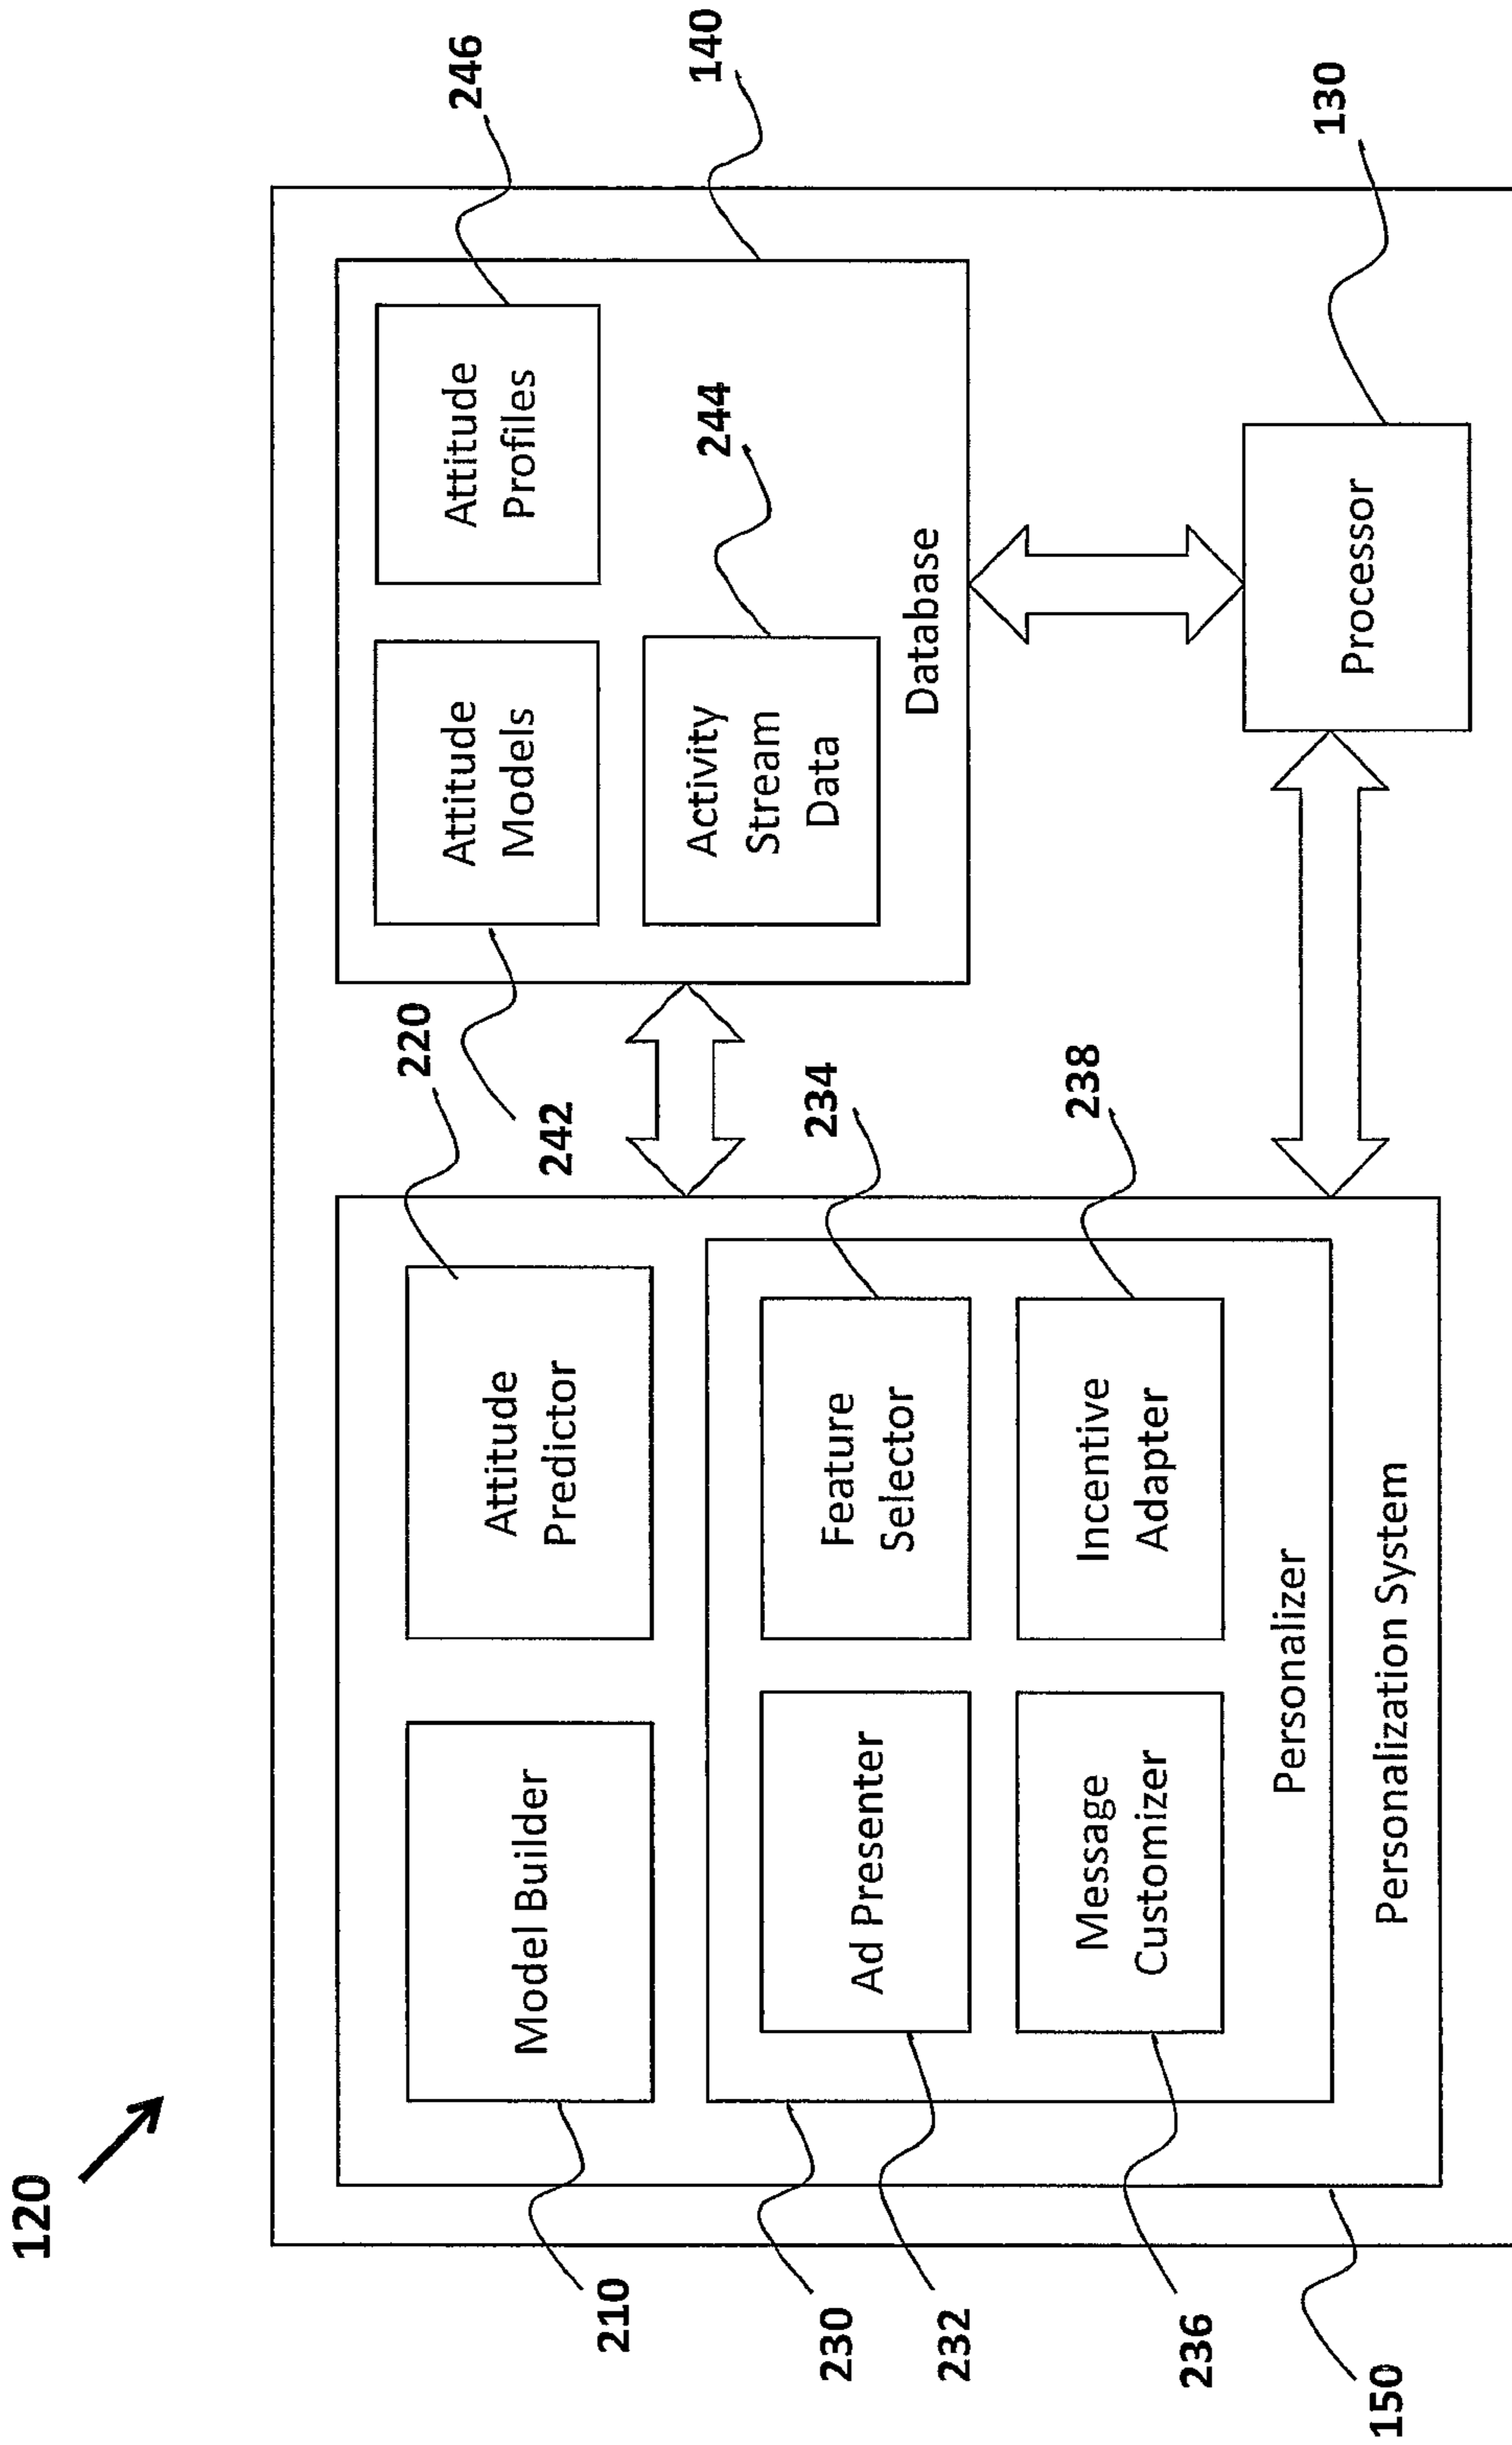 120
210
Model Builder
Attitude
Predictor
220
242
Attitude
Models
Attitude
Profiles
246
140
Activity
Stream
Data
244
Database
230
232
Ad Presenter
Feature
Selector
234
236
Message
Customizer
Incentive
Adapter
238
Personalizer
Personalization System
150
Processor
130